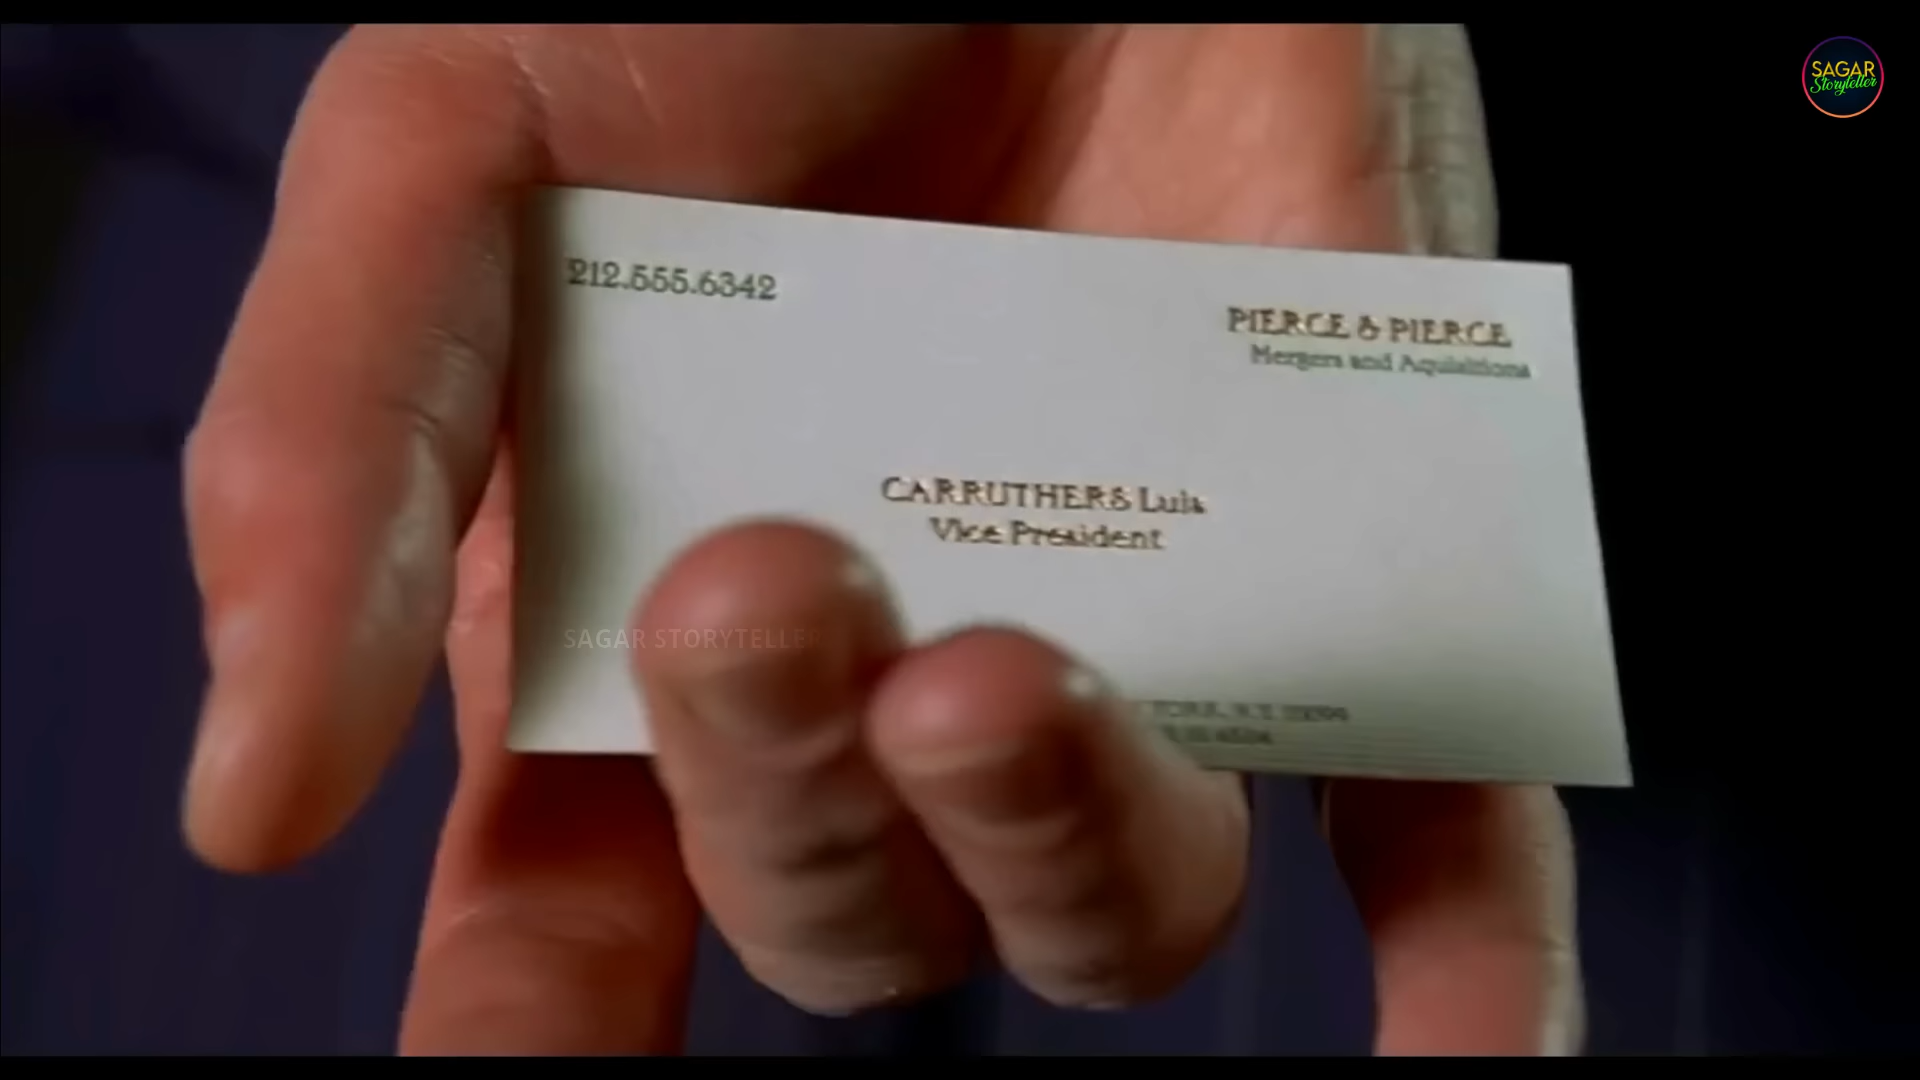 SAGAR
Storyteller
212.555.6342
PIERCE & PIERCE
Mergers and Aquisitions
CARRUTHERS Luis
Vice President
SAGAR STORYTELLER